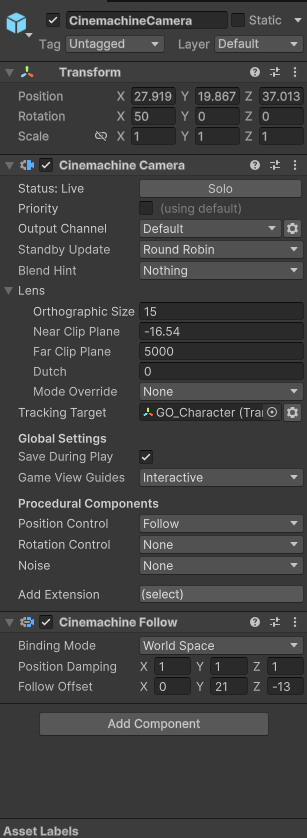 CinemachineCamera Static
Tag Untagged Layer Default
Transform
Position X 27.919 Y 19.867 Z 37.013
Rotation X 50 Y 0 Z 0
Scale X 1 Y 1 Z 1
Cinemachine Camera
Status: Live Solo
Priority (using default)
Output Channel Default
Standby Update Round Robin
Blend Hint Nothing
Lens
Orthographic Size 15
Near Clip Plane -16.54
Far Clip Plane 5000
Dutch 0
Mode Override None
Tracking Target GO_Character (Tra
Global Settings
Save During Play
Game View Guides Interactive
Procedural Components
Position Control Follow
Rotation Control None
Noise None
Add Extension (select)
Cinemachine Follow
Binding Mode World Space
Position Damping X 1 Y 1 Z 1
Follow Offset X 0 Y 21 Z -13
Add Component
Asset Labels